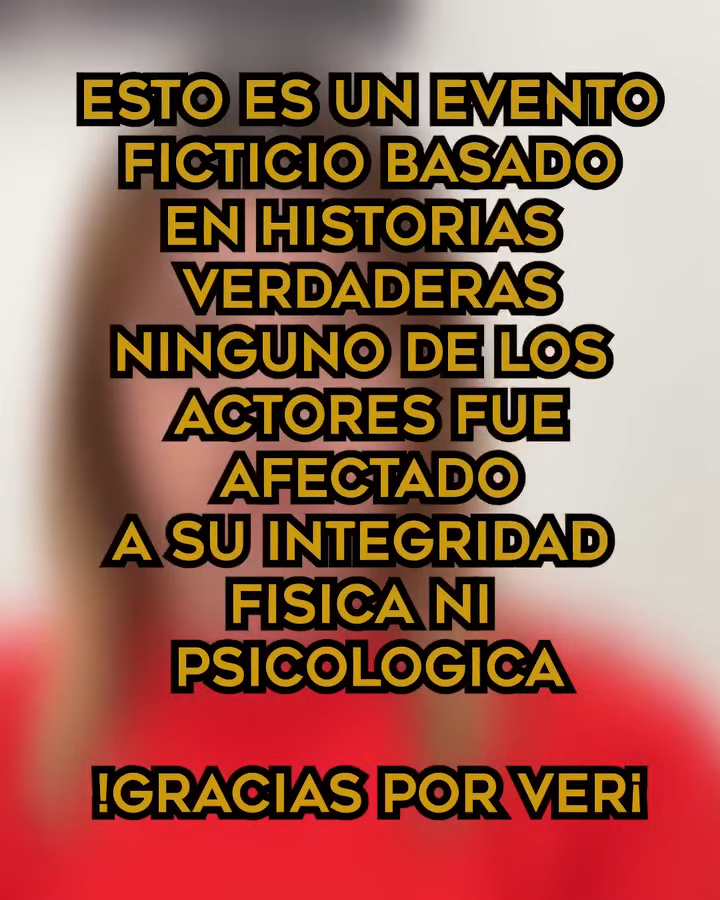 ESTO ES UN EVENTO
FICTICIO BASADO
EN HISTORIAS
VERDADERAS
NINGUNO DE LOS
ACTORES FUE
AFECTADO
A SU INTEGRIDAD
FISICA NI
PSICOLOGICA
!GRACIAS POR VER¡